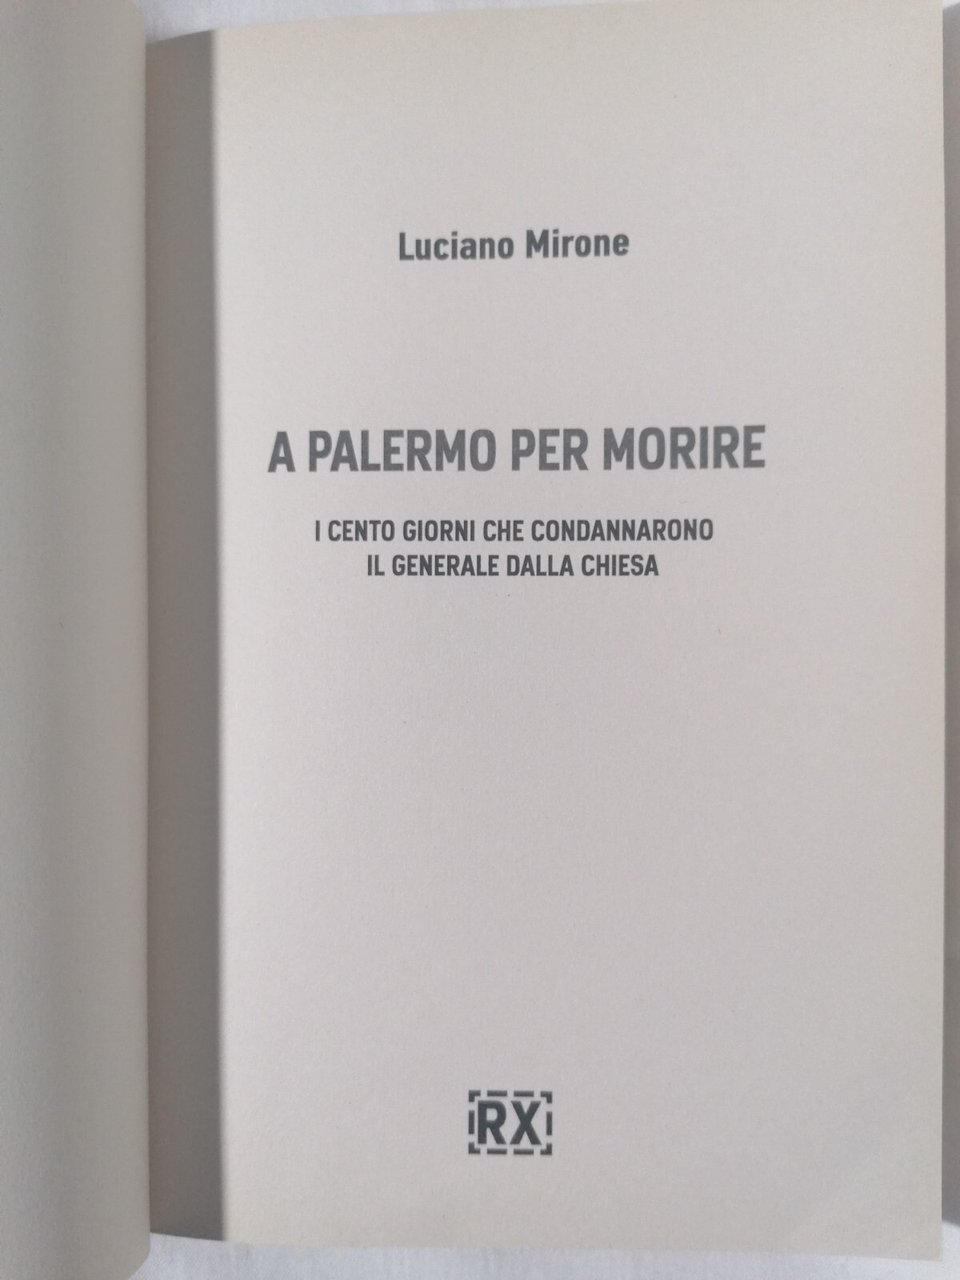 Luciano Mirone
A PALERMO PER MORIRE
I CENTO GIORNI CHE CONDANNARONO
IL GENERALE DALLA CHIESA
RX